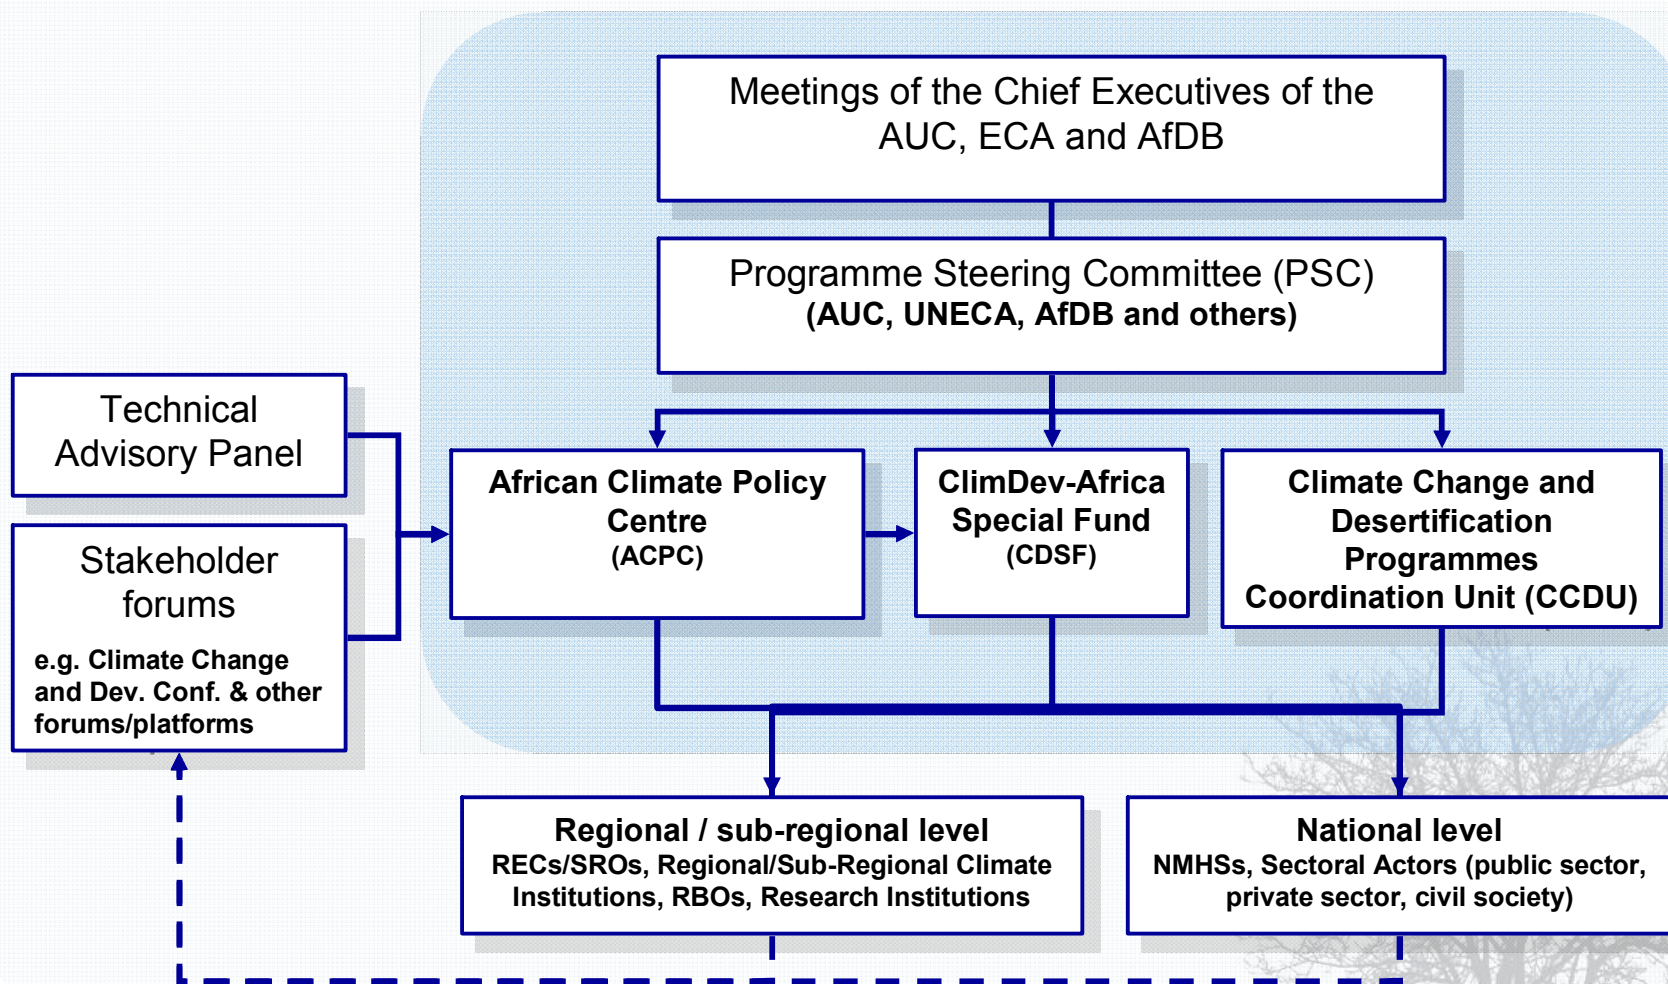 Meetings of the Chief Executives of the
AUC, ECA and AfDB
Programme Steering Committee (PSC)
(AUC, UNECA, AfDB and others)
Technical
Advisory Panel
Stakeholder
forums
e.g. Climate Change
and Dev. Conf. & other
forums/platforms
African Climate Policy
Centre
(ACPC)
ClimDev-Africa
Special Fund
(CDSF)
Climate Change and
Desertification
Programmes
Coordination Unit (CCDU)
Regional / sub-regional level
RECs/SROs, Regional/Sub-Regional Climate
Institutions, RBOs, Research Institutions
National level
NMHSs, Sectoral Actors (public sector,
private sector, civil society)